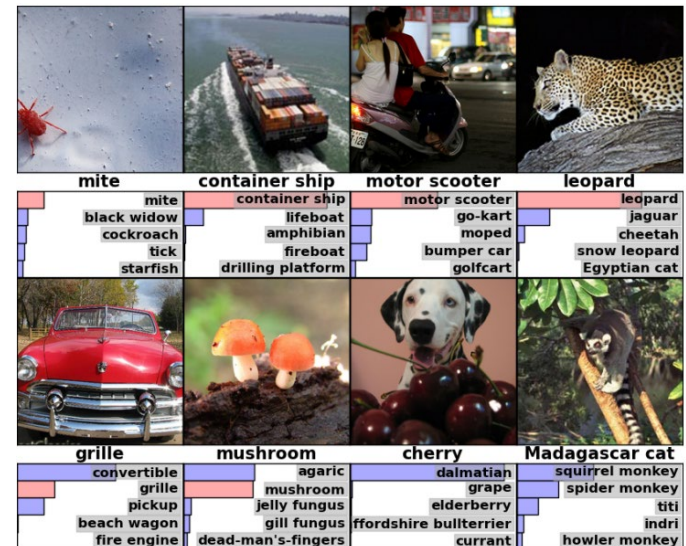 mite container ship motor scooter leopard
mite container ship motor scooter leopard
black widow lifeboat go-kart jaguar
cockroach amphibian moped cheetah
tick fireboat bumper car snow leopard
starfish drilling platform golfcart Egyptian cat
grille mushroom cherry Madagascar cat
convertible agaric dalmatian squirrel monkey
grille mushroom grape spider monkey
pickup jelly fungus elderberry titi
beach wagon gill fungus ffordshire bullterrier indri
fire engine dead-man's-fingers currant howler monkey